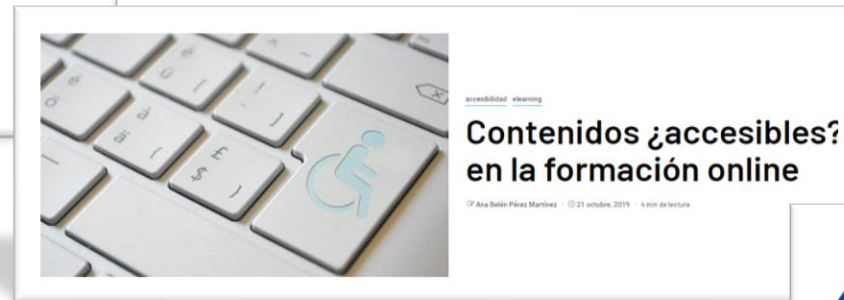 accesibilidad elearning
Contenidos ¿accesibles?
en la formación online
Ana Belén Pérez Martínez · 21 octubre, 2019 · 4 min de lectura